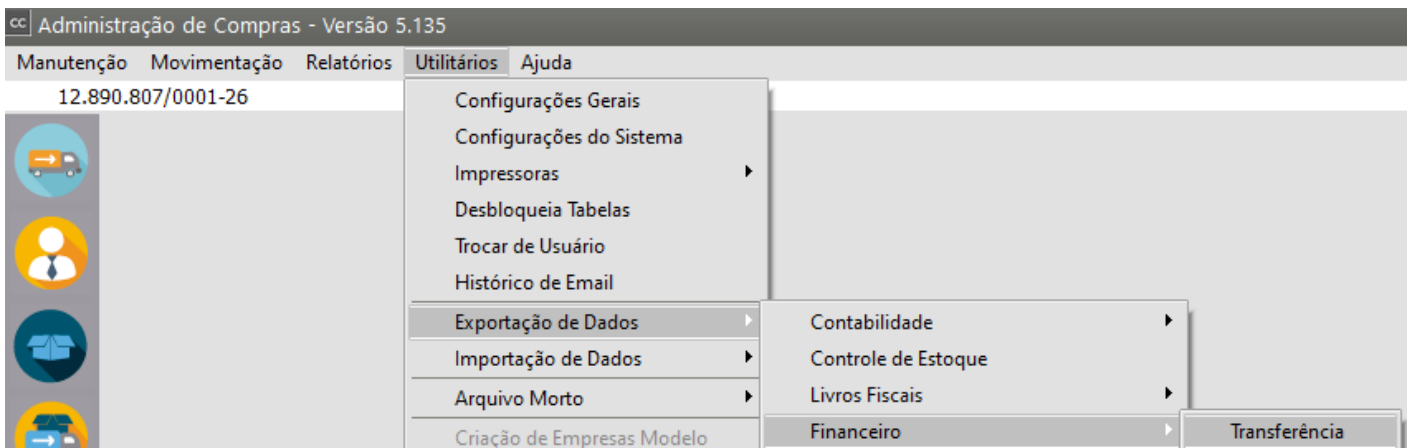 cc Administração de Compras - Versão 5.135
Manutenção Movimentação Relatórios Utilitários Ajuda
12.890.807/0001-26
Configurações Gerais
Configurações do Sistema
Impressoras
Desbloqueia Tabelas
Trocar de Usuário
Histórico de Email
Exportação de Dados
Importação de Dados
Arquivo Morto
Criação de Empresas Modelo
Contabilidade
Controle de Estoque
Livros Fiscais
Financeiro
Transferência